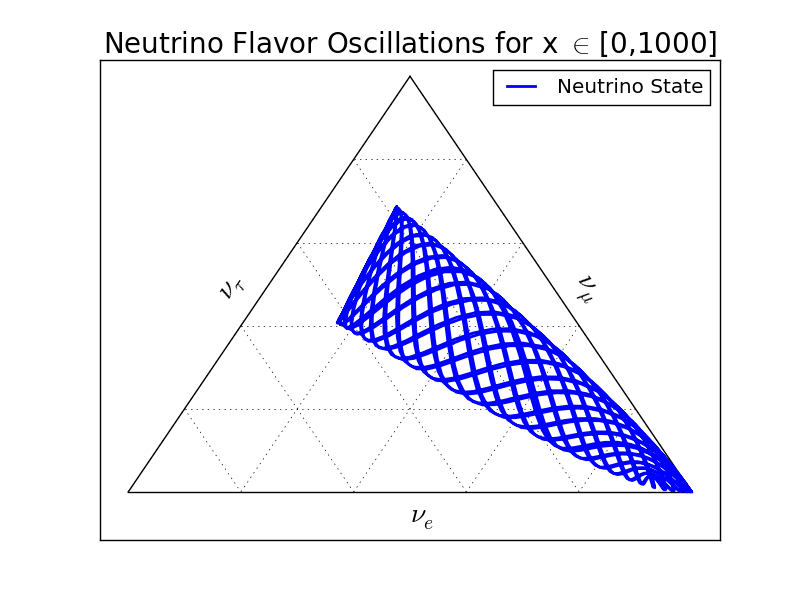 Neutrino Flavor Oscillations for x ∈ [0,1000]
Neutrino State
ν_τ
ν_μ
ν_e